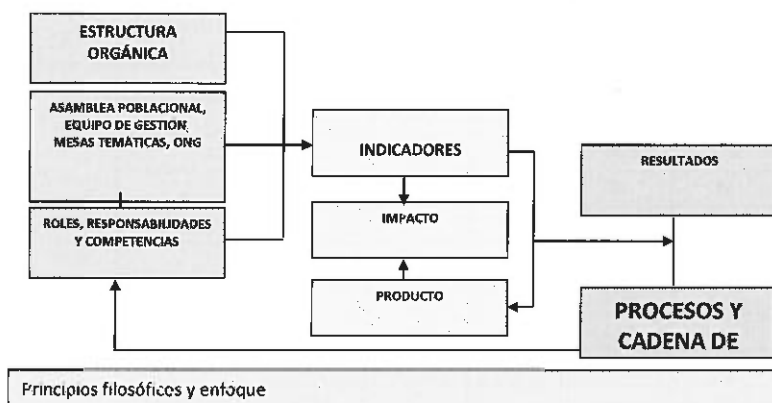 ESTRUCTURA
ORGÁNICA
ASAMBLEA POBLACIONAL,
EQUIPO DE GESTIÓN
MESAS TEMÁTICAS, ONG
ROLES, RESPONSABILIDADES
Y COMPETENCIAS
INDICADORES
IMPACTO
PRODUCTO
RESULTADOS
PROCESOS Y
CADENA DE
Principios filosóficos y enfoque